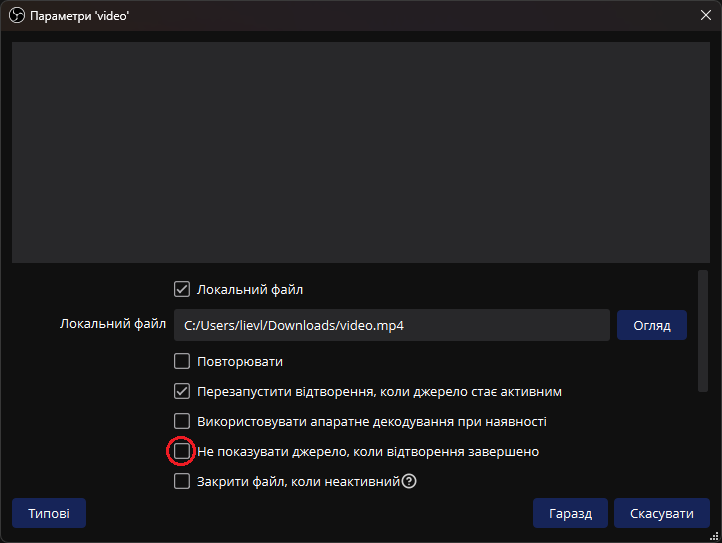 Параметри 'video'
Локальний файл
Локальний файл C:/Users/lievl/Downloads/video.mp4 Огляд
Повторювати
Перезапустити відтворення, коли джерело стає активним
Використовувати апаратне декодування при наявності
Не показувати джерело, коли відтворення завершено
Закрити файл, коли неактивний ?
Типові Гаразд Скасувати